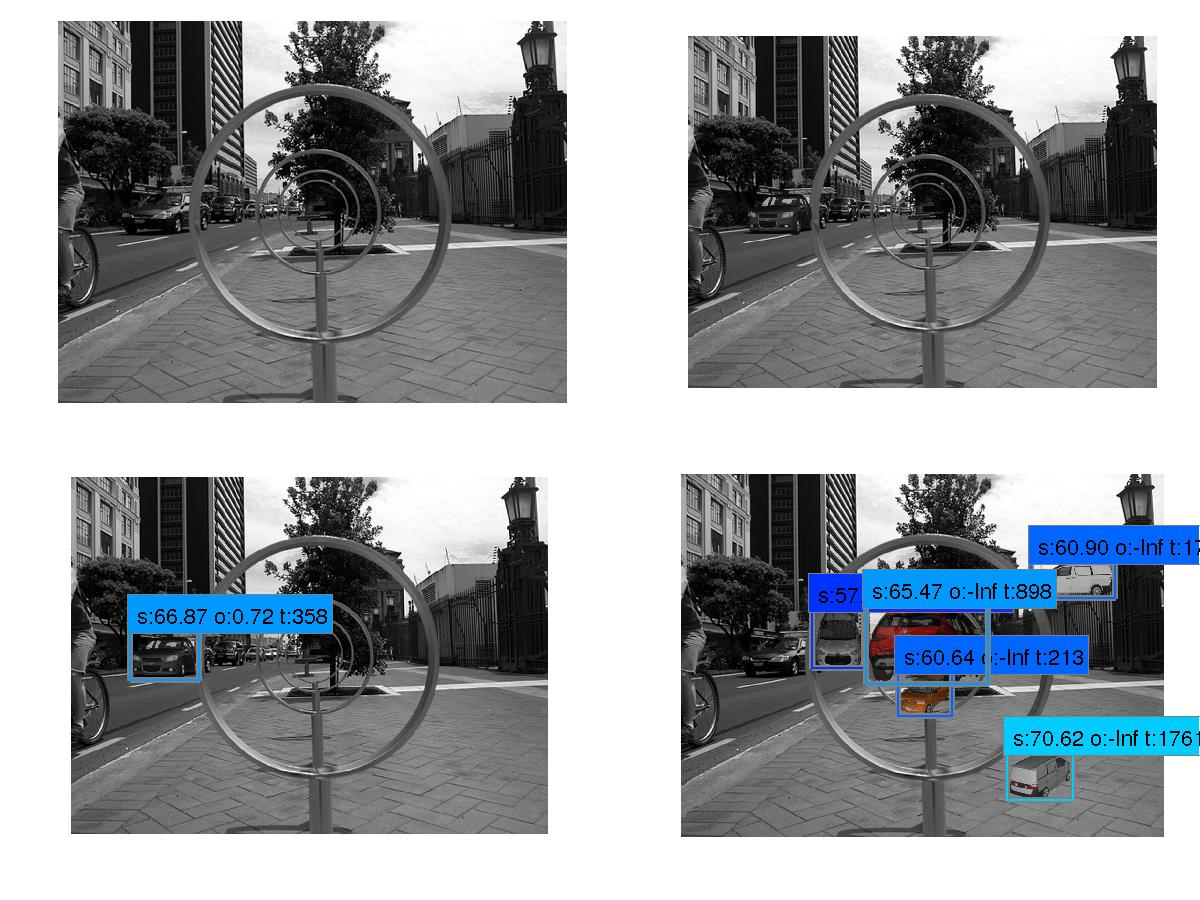 s:60.90 o:-Inf t:17
s:57
s:65.47 o:-Inf t:898
s:66.87 o:0.72 t:358
s:60.64 o:-Inf t:213
s:70.62 o:-Inf t:1761